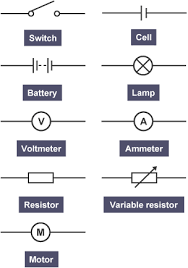 Switch Cell
Battery Lamp
V A
Voltmeter Ammeter
Resistor Variable resistor
M
Motor